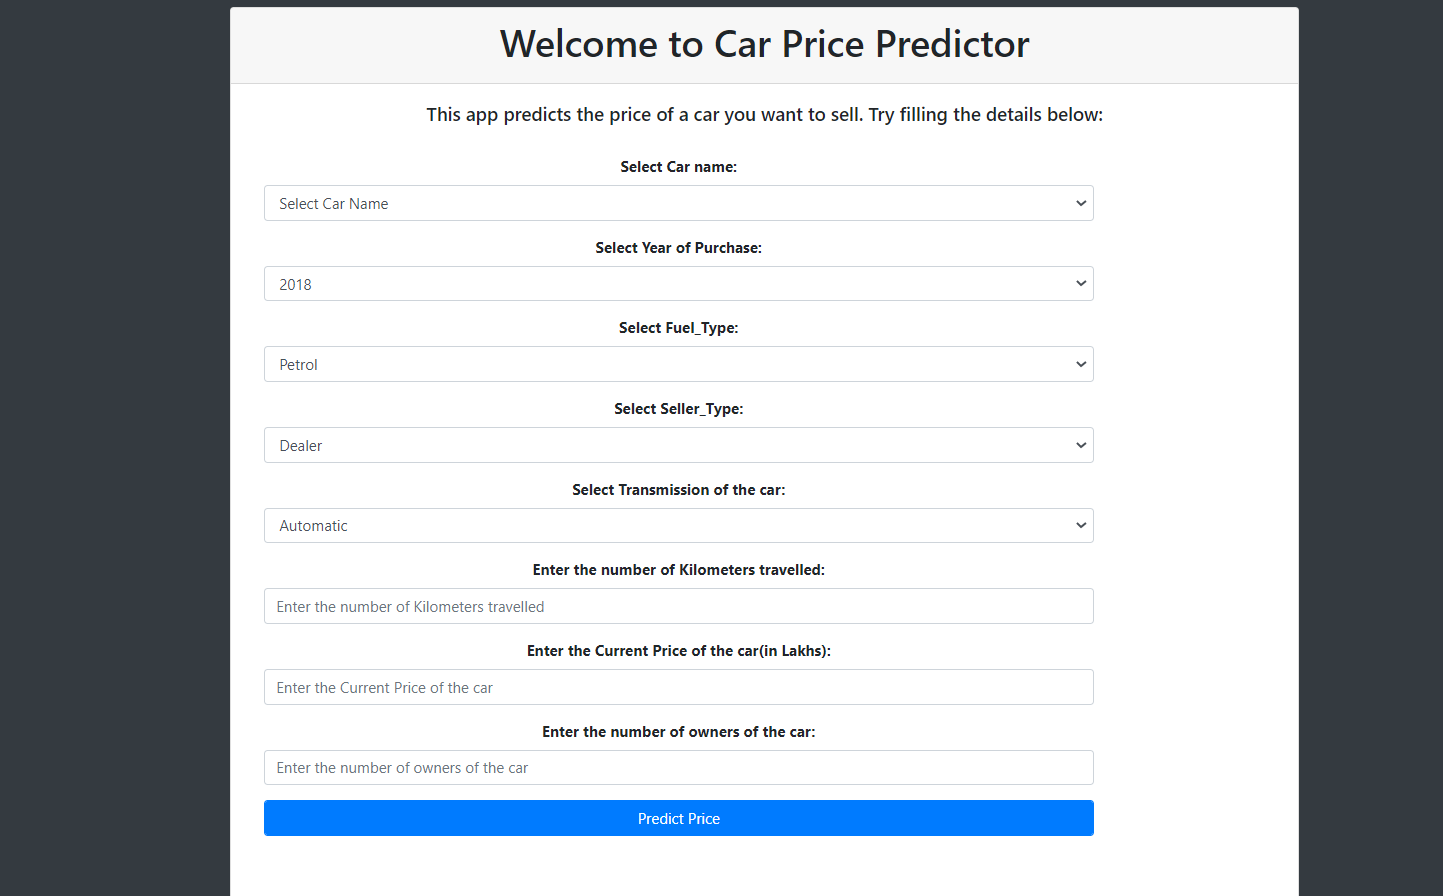 Welcome to Car Price Predictor
This app predicts the price of a car you want to sell. Try filling the details below:
Select Car name:
Select Car Name
Select Year of Purchase:
2018
Select Fuel_Type:
Petrol
Select Seller_Type:
Dealer
Select Transmission of the car:
Automatic
Enter the number of Kilometers travelled:
Enter the number of Kilometers travelled
Enter the Current Price of the car(in Lakhs):
Enter the Current Price of the car
Enter the number of owners of the car:
Enter the number of owners of the car
Predict Price